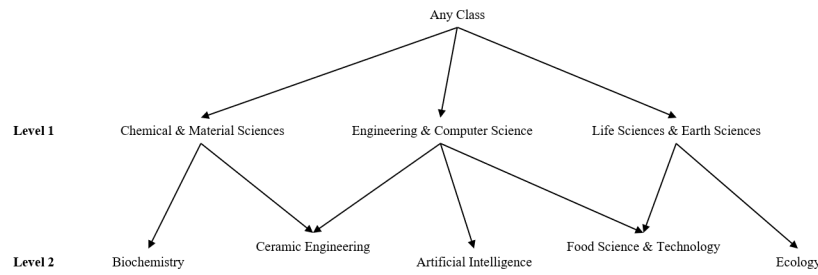 Any Class
Level 1 Chemical & Material Sciences Engineering & Computer Science Life Sciences & Earth Sciences
Ceramic Engineering Food Science & Technology
Level 2 Biochemistry Artificial Intelligence Ecology